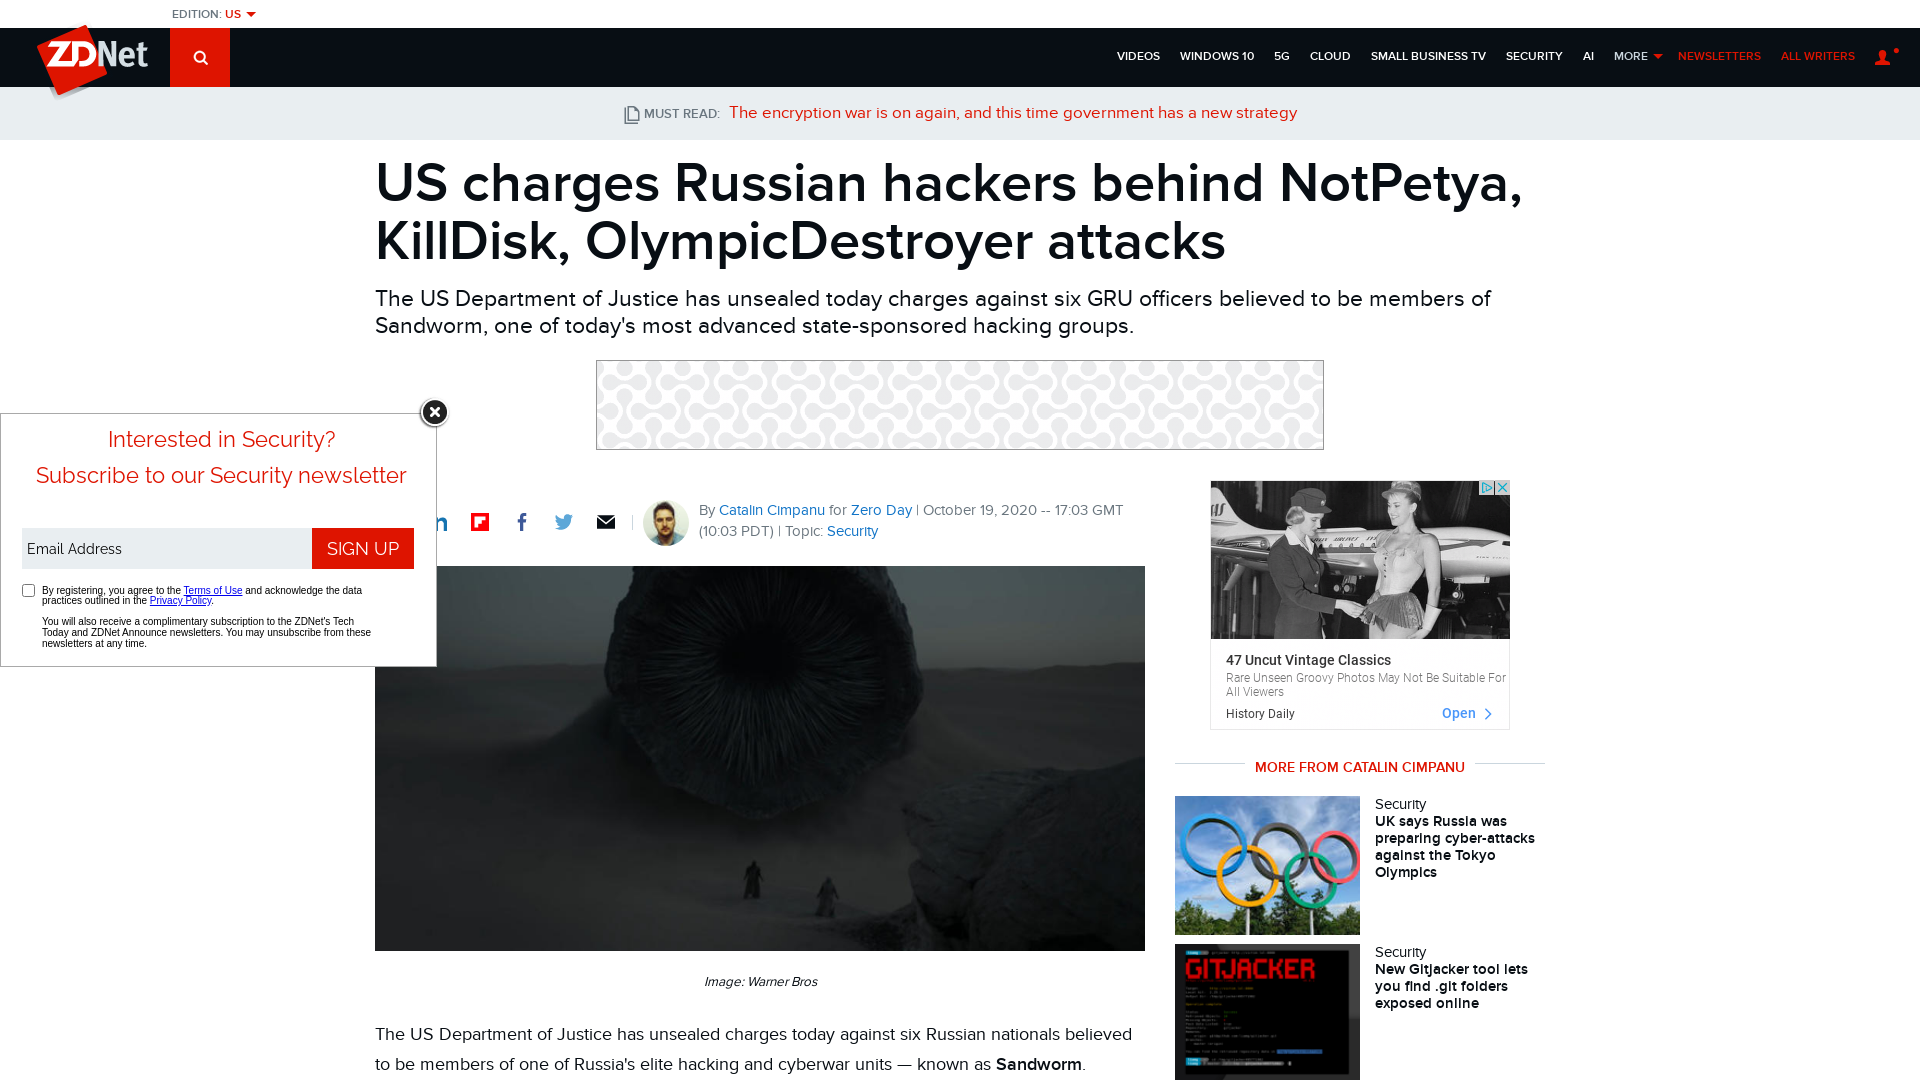 EDITION: US
ZDNet
VIDEOS WINDOWS 10 5G CLOUD SMALL BUSINESS TV SECURITY AI MORE NEWSLETTERS ALL WRITERS
MUST READ: The encryption war is on again, and this time government has a new strategy
US charges Russian hackers behind NotPetya,
KillDisk, OlympicDestroyer attacks
The US Department of Justice has unsealed today charges against six GRU officers believed to be members of
Sandworm, one of today's most advanced state-sponsored hacking groups.
Interested in Security?
Subscribe to our Security newsletter
Email Address
SIGN UP
By registering, you agree to the Terms of Use and acknowledge the data
practices outlined in the Privacy Policy.
You will also receive a complimentary subscription to the ZDNet's Tech
Today and ZDNet Announce newsletters. You may unsubscribe from these
newsletters at any time.
By Catalin Cimpanu for Zero Day | October 19, 2020 -- 17:03 GMT
(10:03 PDT) | Topic: Security
Image: Warner Bros
The US Department of Justice has unsealed charges today against six Russian nationals believed
to be members of one of Russia's elite hacking and cyberwar units — known as Sandworm.
47 Uncut Vintage Classics
Rare Unseen Groovy Photos May Not Be Suitable For
All Viewers
History Daily
Open
MORE FROM CATALIN CIMPANU
Security
UK says Russia was
preparing cyber-attacks
against the Tokyo
Olympics
GITJACKER
Security
New Gitjacker tool lets
you find .git folders
exposed online